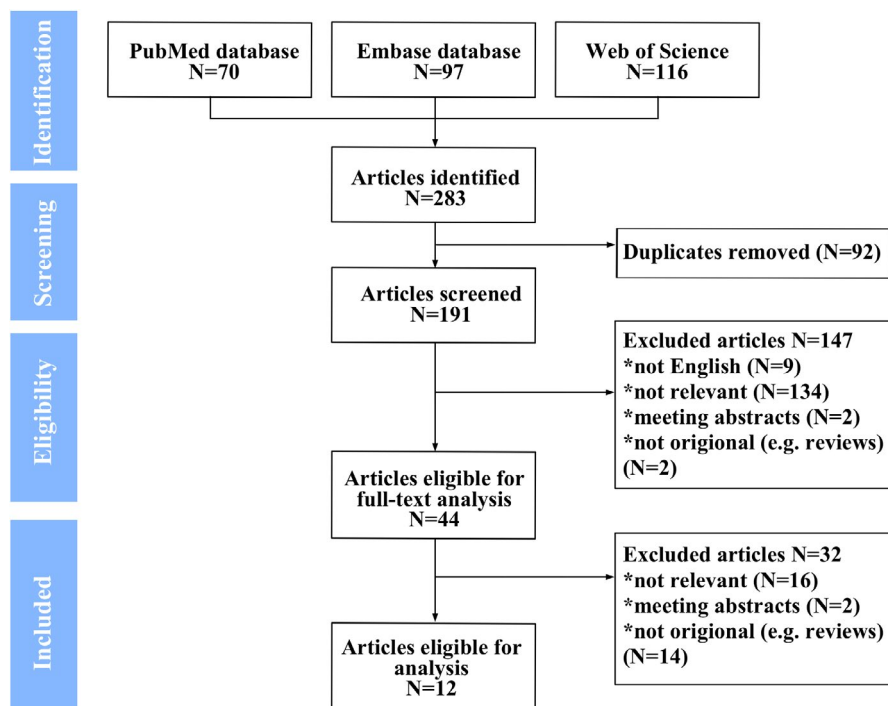 Identification
PubMed database
N=70
Embase database
N=97
Web of Science
N=116
Articles identified
N=283
Screening
Duplicates removed (N=92)
Articles screened
N=191
Eligibility
Excluded articles N=147
*not English (N=9)
*not relevant (N=134)
*meeting abstracts (N=2)
*not origional (e.g. reviews)
(N=2)
Articles eligible for
full-text analysis
N=44
Included
Excluded articles N=32
*not relevant (N=16)
*meeting abstracts (N=2)
*not origional (e.g. reviews)
(N=14)
Articles eligible for
analysis
N=12